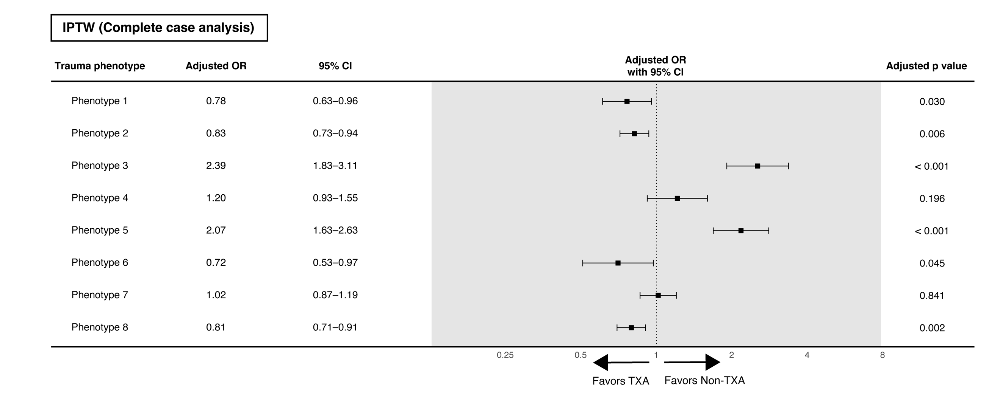 IPTW (Complete case analysis)
Trauma phenotype Adjusted OR 95% CI Adjusted OR with 95% CI Adjusted p value
Phenotype 1 0.78 0.63–0.96 0.030
Phenotype 2 0.83 0.73–0.94 0.006
Phenotype 3 2.39 1.83–3.11 < 0.001
Phenotype 4 1.20 0.93–1.55 0.196
Phenotype 5 2.07 1.63–2.63 < 0.001
Phenotype 6 0.72 0.53–0.97 0.045
Phenotype 7 1.02 0.87–1.19 0.841
Phenotype 8 0.81 0.71–0.91 0.002
0.25 0.5 1 2 4 8
Favors TXA Favors Non-TXA